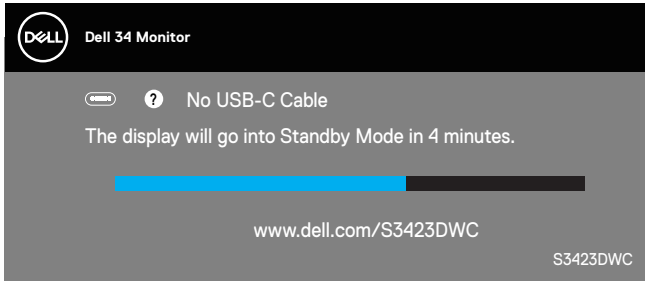 DELL
Dell 34 Monitor
? No USB-C Cable
The display will go into Standby Mode in 4 minutes.
www.dell.com/S3423DWC
S3423DWC